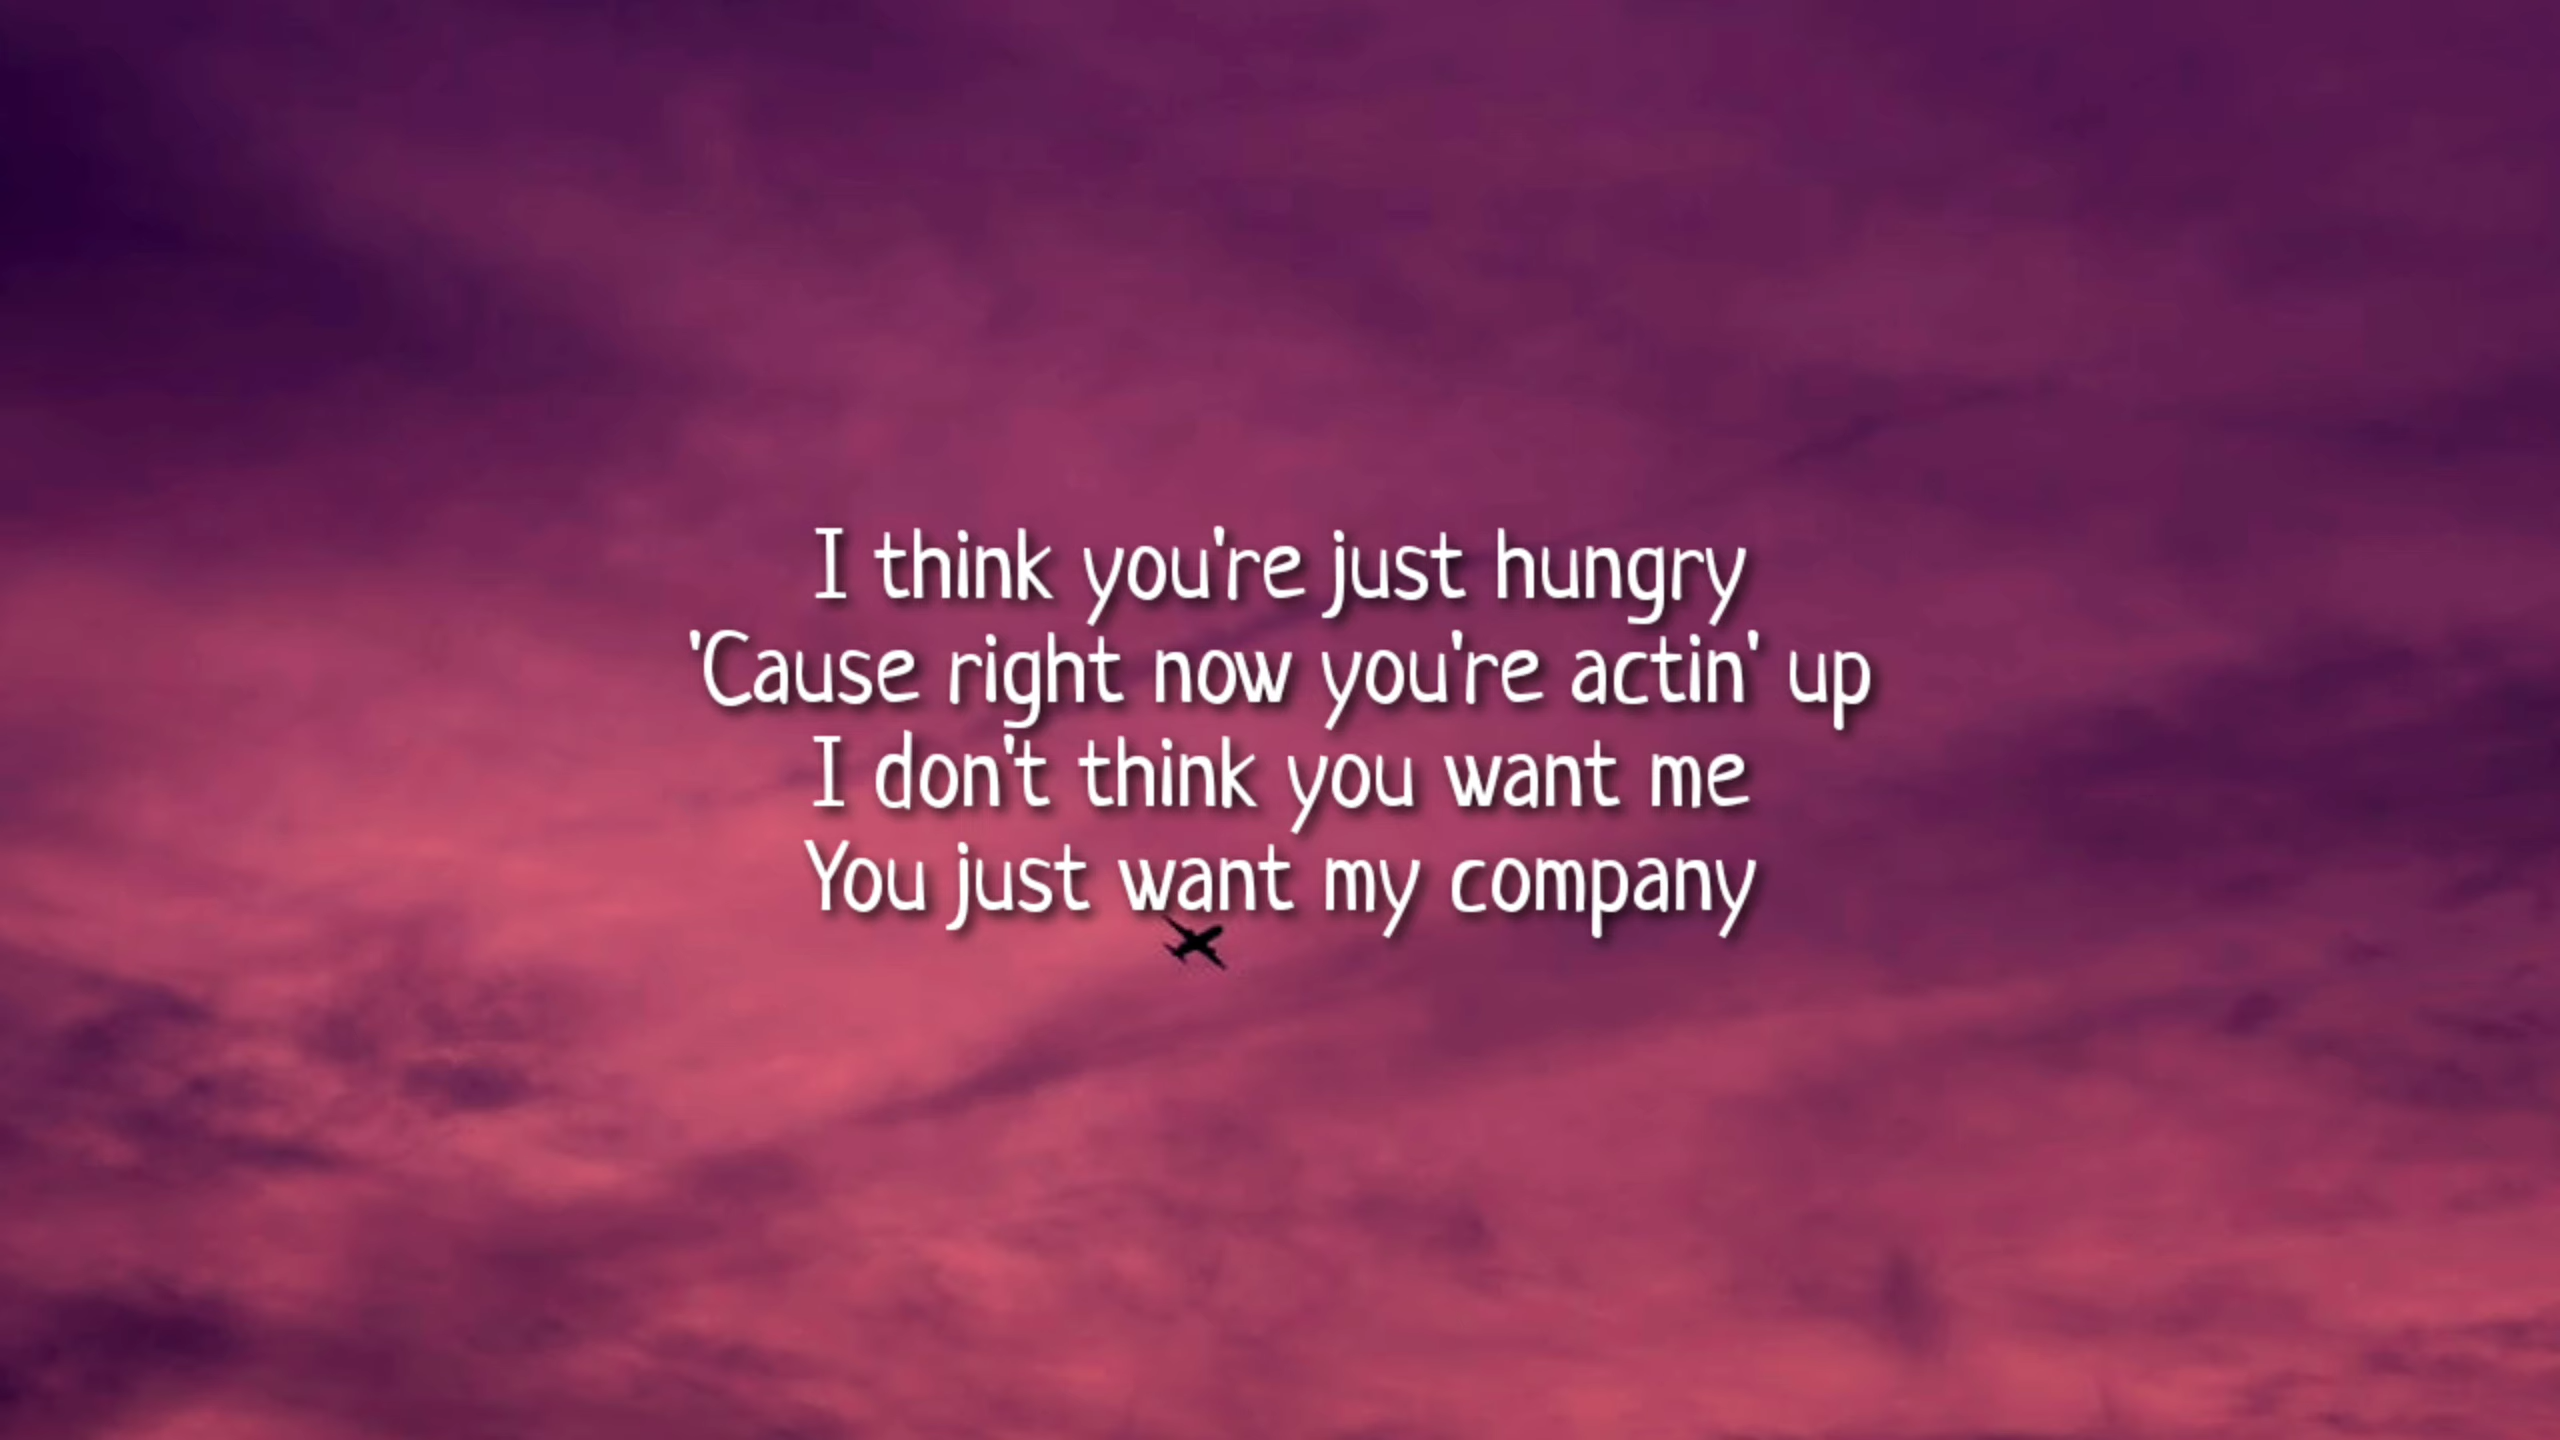 I think you're just hungry
'Cause right now you're actin' up
I don't think you want me
You just want my company